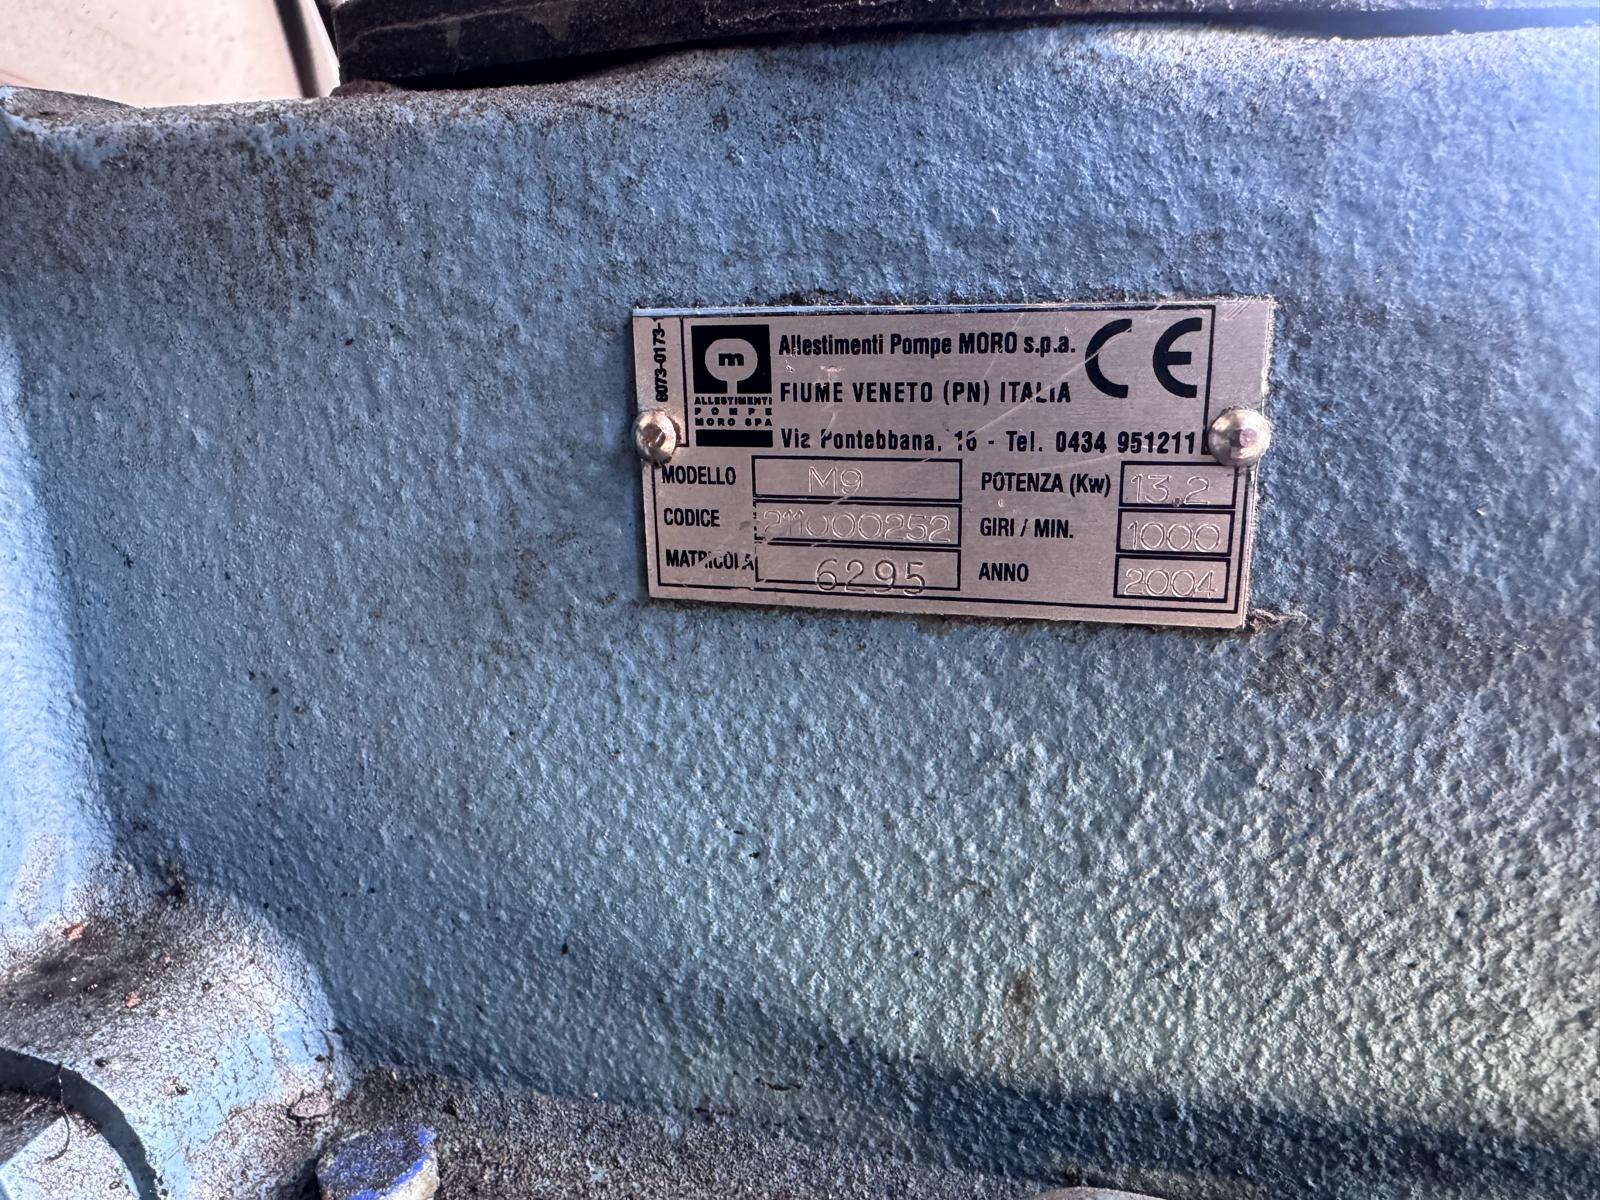 6073-0173-1
m
ALLESTIMENTI
POMPE
MORO SPA
Allestimenti Pompe MORO s.p.a.
CE
FIUME VENETO (PN) ITALIA
Via Pontebbana, 16 - Tel. 0434 951211
MODELLO M9 POTENZA (Kw) 13,2
CODICE 211000252 GIRI / MIN. 1000
MATRICOLA 6295 ANNO 2004